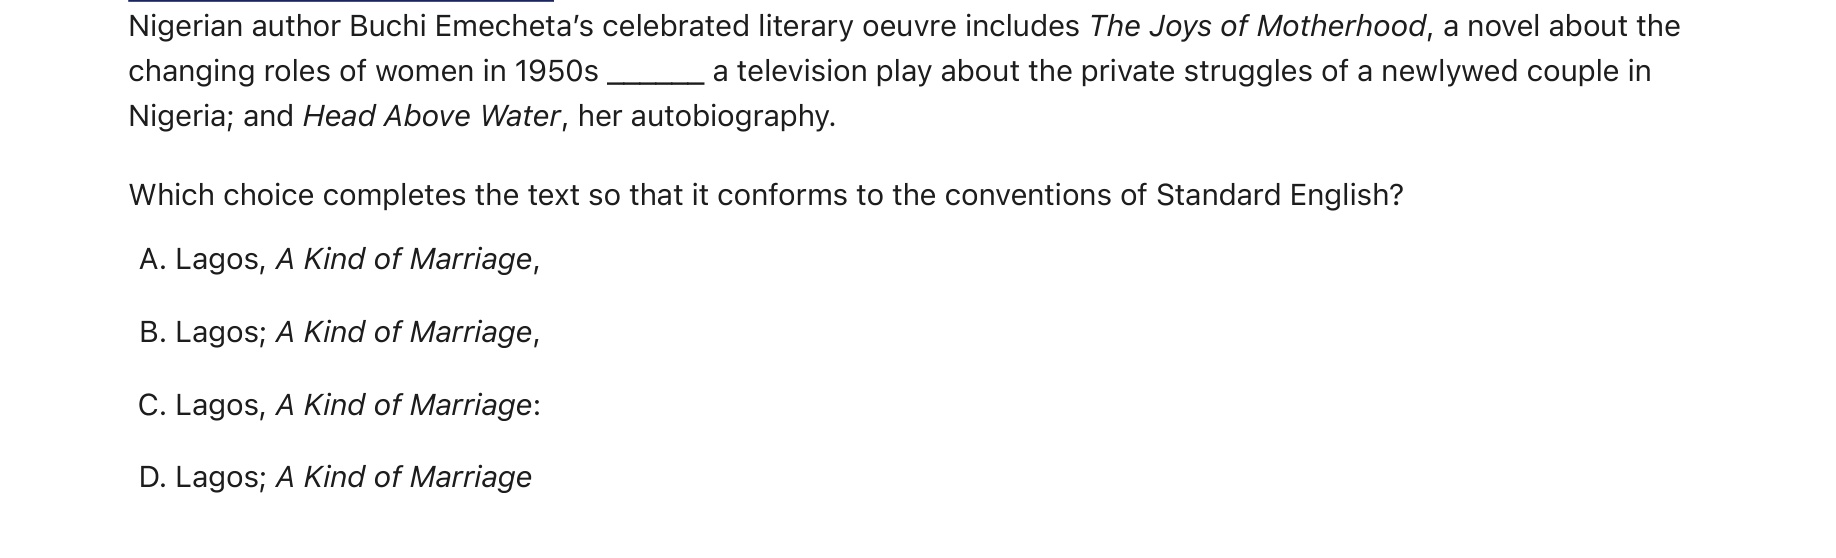 Nigerian author Buchi Emecheta’s celebrated literary oeuvre includes The Joys of Motherhood, a novel about the
changing roles of women in 1950s ______ a television play about the private struggles of a newlywed couple in
Nigeria; and Head Above Water, her autobiography.
Which choice completes the text so that it conforms to the conventions of Standard English?
A. Lagos, A Kind of Marriage,
B. Lagos; A Kind of Marriage,
C. Lagos, A Kind of Marriage:
D. Lagos; A Kind of Marriage